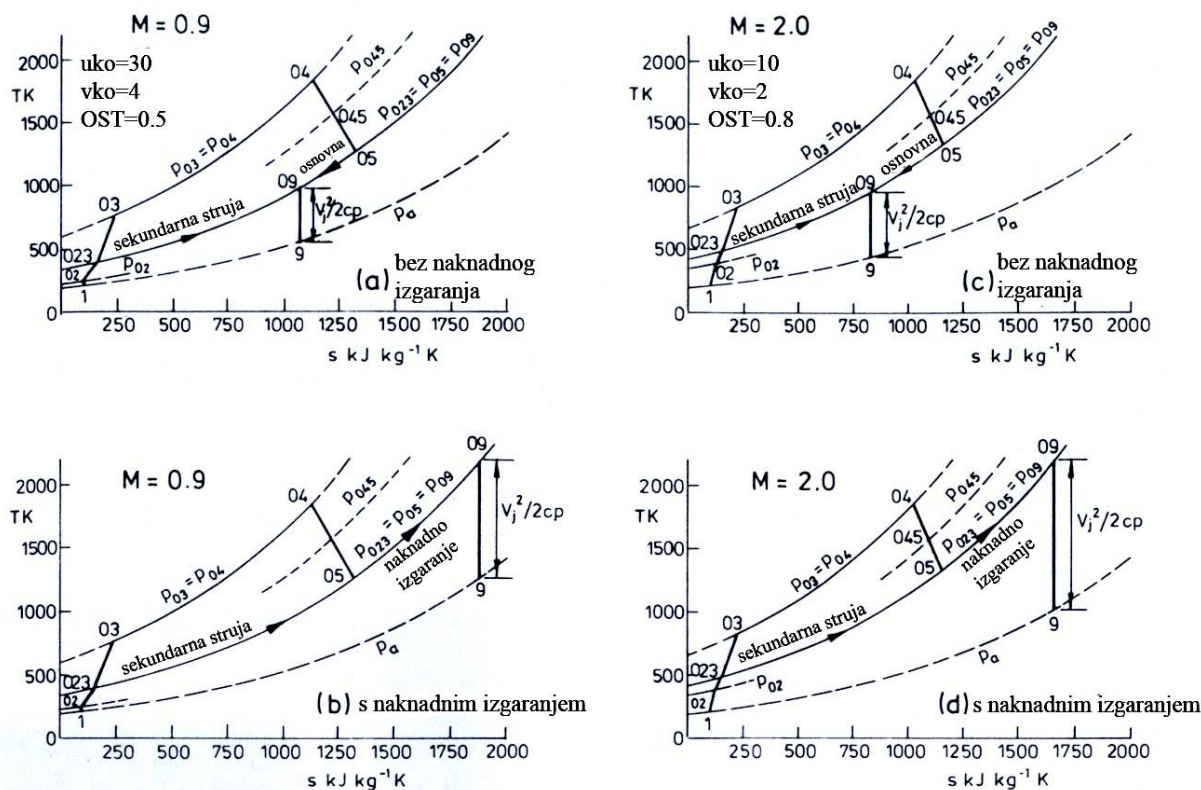 M = 0.9
2000
TK
1500
1000
500
0
uko=30
vko=4
OST=0.5
p03 = p04
04
p045
045
p023= p05 = p09
05
osnovna
09
Vj²/2cp
pa
9
03
sekundarna struja
023
02
p02
1
(a) bez naknadnog
izgaranja
250 500 750 1000 1250 1500 1750 2000
s kJ kg⁻¹ K
M = 2.0
2000
TK
1500
1000
500
0
uko=10
vko=2
OST=0.8
p03 = p04
04
p045
045
p023= p05 = p09
05
osnovna
09
Vj²/2cp
pa
9
03
sekundarna struja
023
02
p02
1
(c) bez naknadnog
izgaranja
250 500 750 1000 1250 1500 1750 2000
s kJ kg⁻¹ K
M = 0.9
2000
TK
1500
1000
500
0
p03 = p04
04
p045
p023 = p05 = p09
05
naknadno
izgaranje
09
Vj²/2cp
9
pa
03
sekundarna struja
023
02
1
(b) s naknadnim izgaranjem
250 500 750 1000 1250 1500 1750 2000
s kJ kg⁻¹ K
M = 2.0
2000
TK
1500
1000
500
0
p03 = p04
04
p045
045
p023= p05 = p09
05
naknadno
izgaranje
09
Vj²/2cp
9
pa
03
sekundarna struja
023
02
p02
1
(d) s naknadnim izgaranjem
250 500 750 1000 1250 1500 1750 2000
s kJ kg⁻¹ K